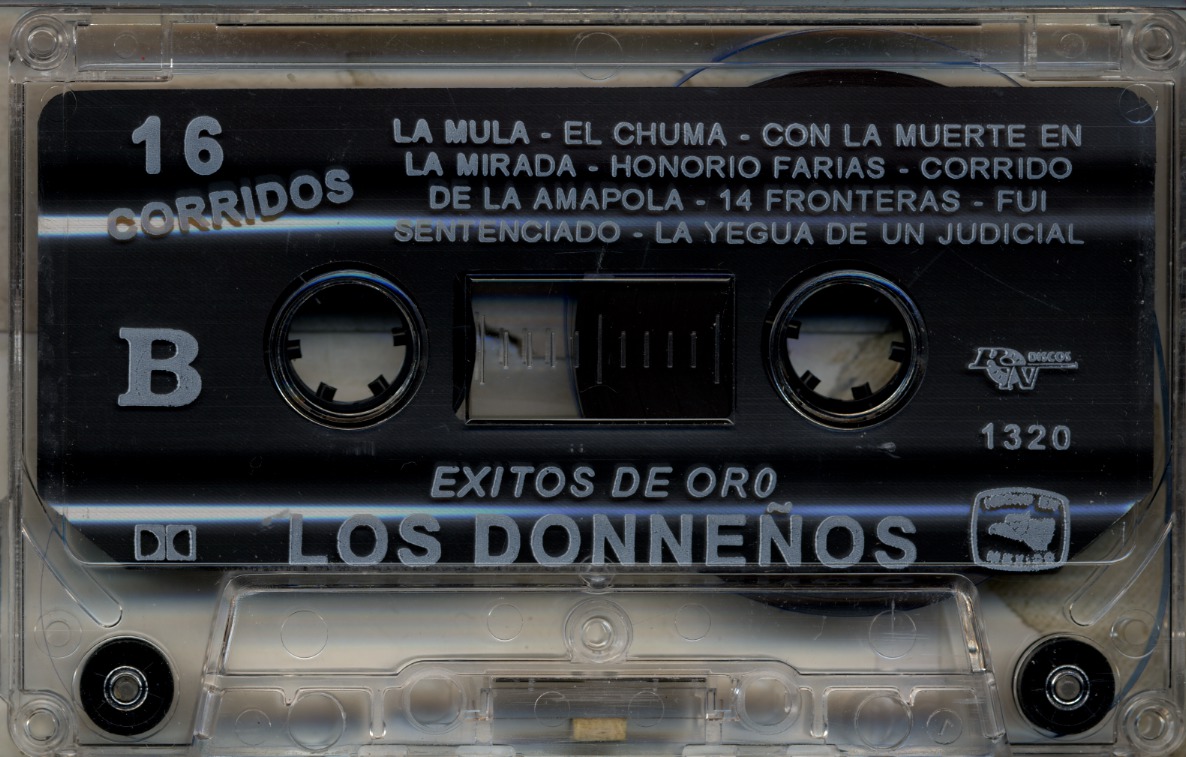 16
CORRIDOS
LA MULA - EL CHUMA - CON LA MUERTE EN
LA MIRADA - HONORIO FARIAS - CORRIDO
DE LA AMAPOLA - 14 FRONTERAS - FUI
SENTENCIADO - LA YEGUA DE UN JUDICIAL
B
DISCOS
1320
EXITOS DE OR0
LOS DONNEÑOS